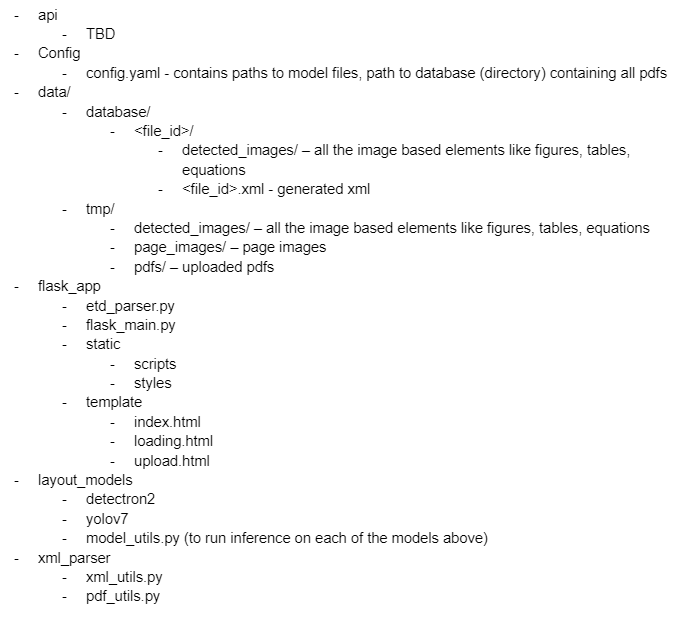 - api
- TBD
- Config
- config.yaml - contains paths to model files, path to database (directory) containing all pdfs
- data/
- database/
- <file_id>/
- detected_images/ – all the image based elements like figures, tables,
equations
- <file_id>.xml - generated xml
- tmp/
- detected_images/ – all the image based elements like figures, tables, equations
- page_images/ – page images
- pdfs/ – uploaded pdfs
- flask_app
- etd_parser.py
- flask_main.py
- static
- scripts
- styles
- template
- index.html
- loading.html
- upload.html
- layout_models
- detectron2
- yolov7
- model_utils.py (to run inference on each of the models above)
- xml_parser
- xml_utils.py
- pdf_utils.py